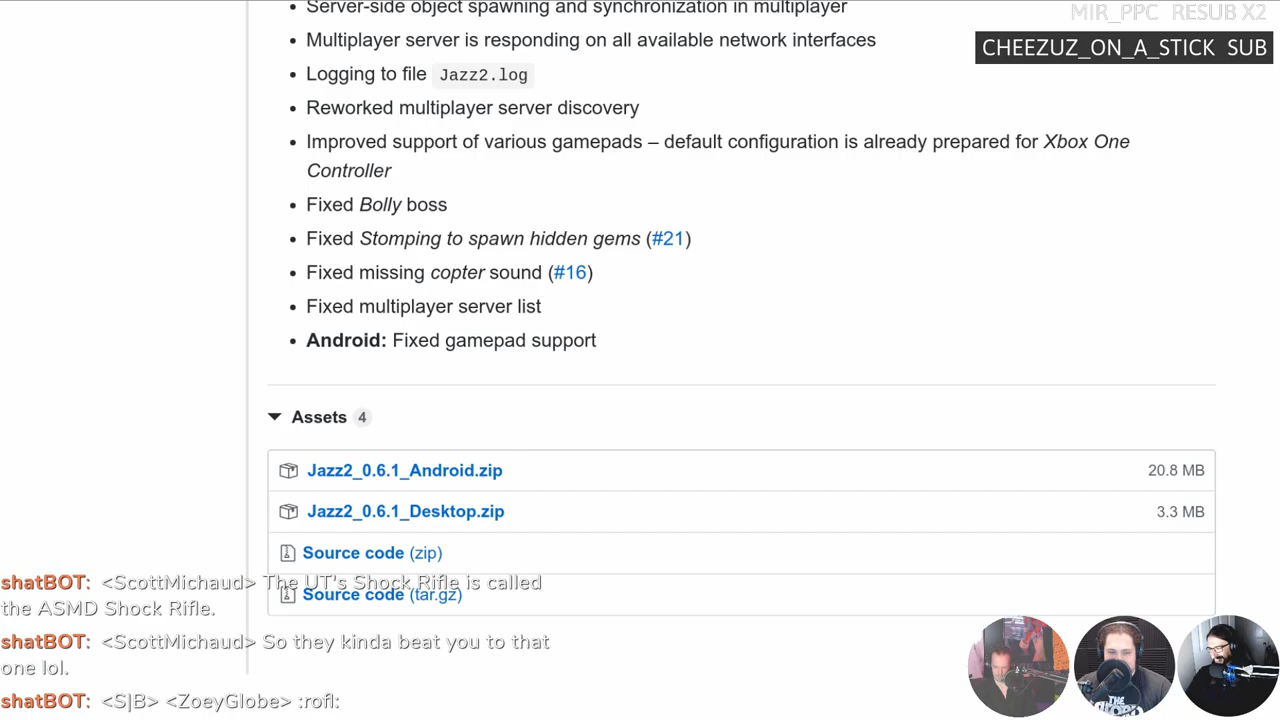 Server-side object spawning and synchronization in multiplayer
MIR_PPC RESUB X2
Multiplayer server is responding on all available network interfaces
CHEEZUZ_ON_A_STICK SUB
Logging to file Jazz2.log
Reworked multiplayer server discovery
Improved support of various gamepads – default configuration is already prepared for Xbox One
Controller
Fixed Bolly boss
Fixed Stomping to spawn hidden gems (#21)
Fixed missing copter sound (#16)
Fixed multiplayer server list
Android: Fixed gamepad support
Assets 4
Jazz2_0.6.1_Android.zip 20.8 MB
Jazz2_0.6.1_Desktop.zip 3.3 MB
Source code (zip)
Source code (tar.gz)
shatBOT: <ScottMichaud> The UT's Shock Rifle is called
the ASMD Shock Rifle.
shatBOT: <ScottMichaud> So they kinda beat you to that
one lol.
shatBOT: <S|B> <ZoeyGlobe> :rofl: